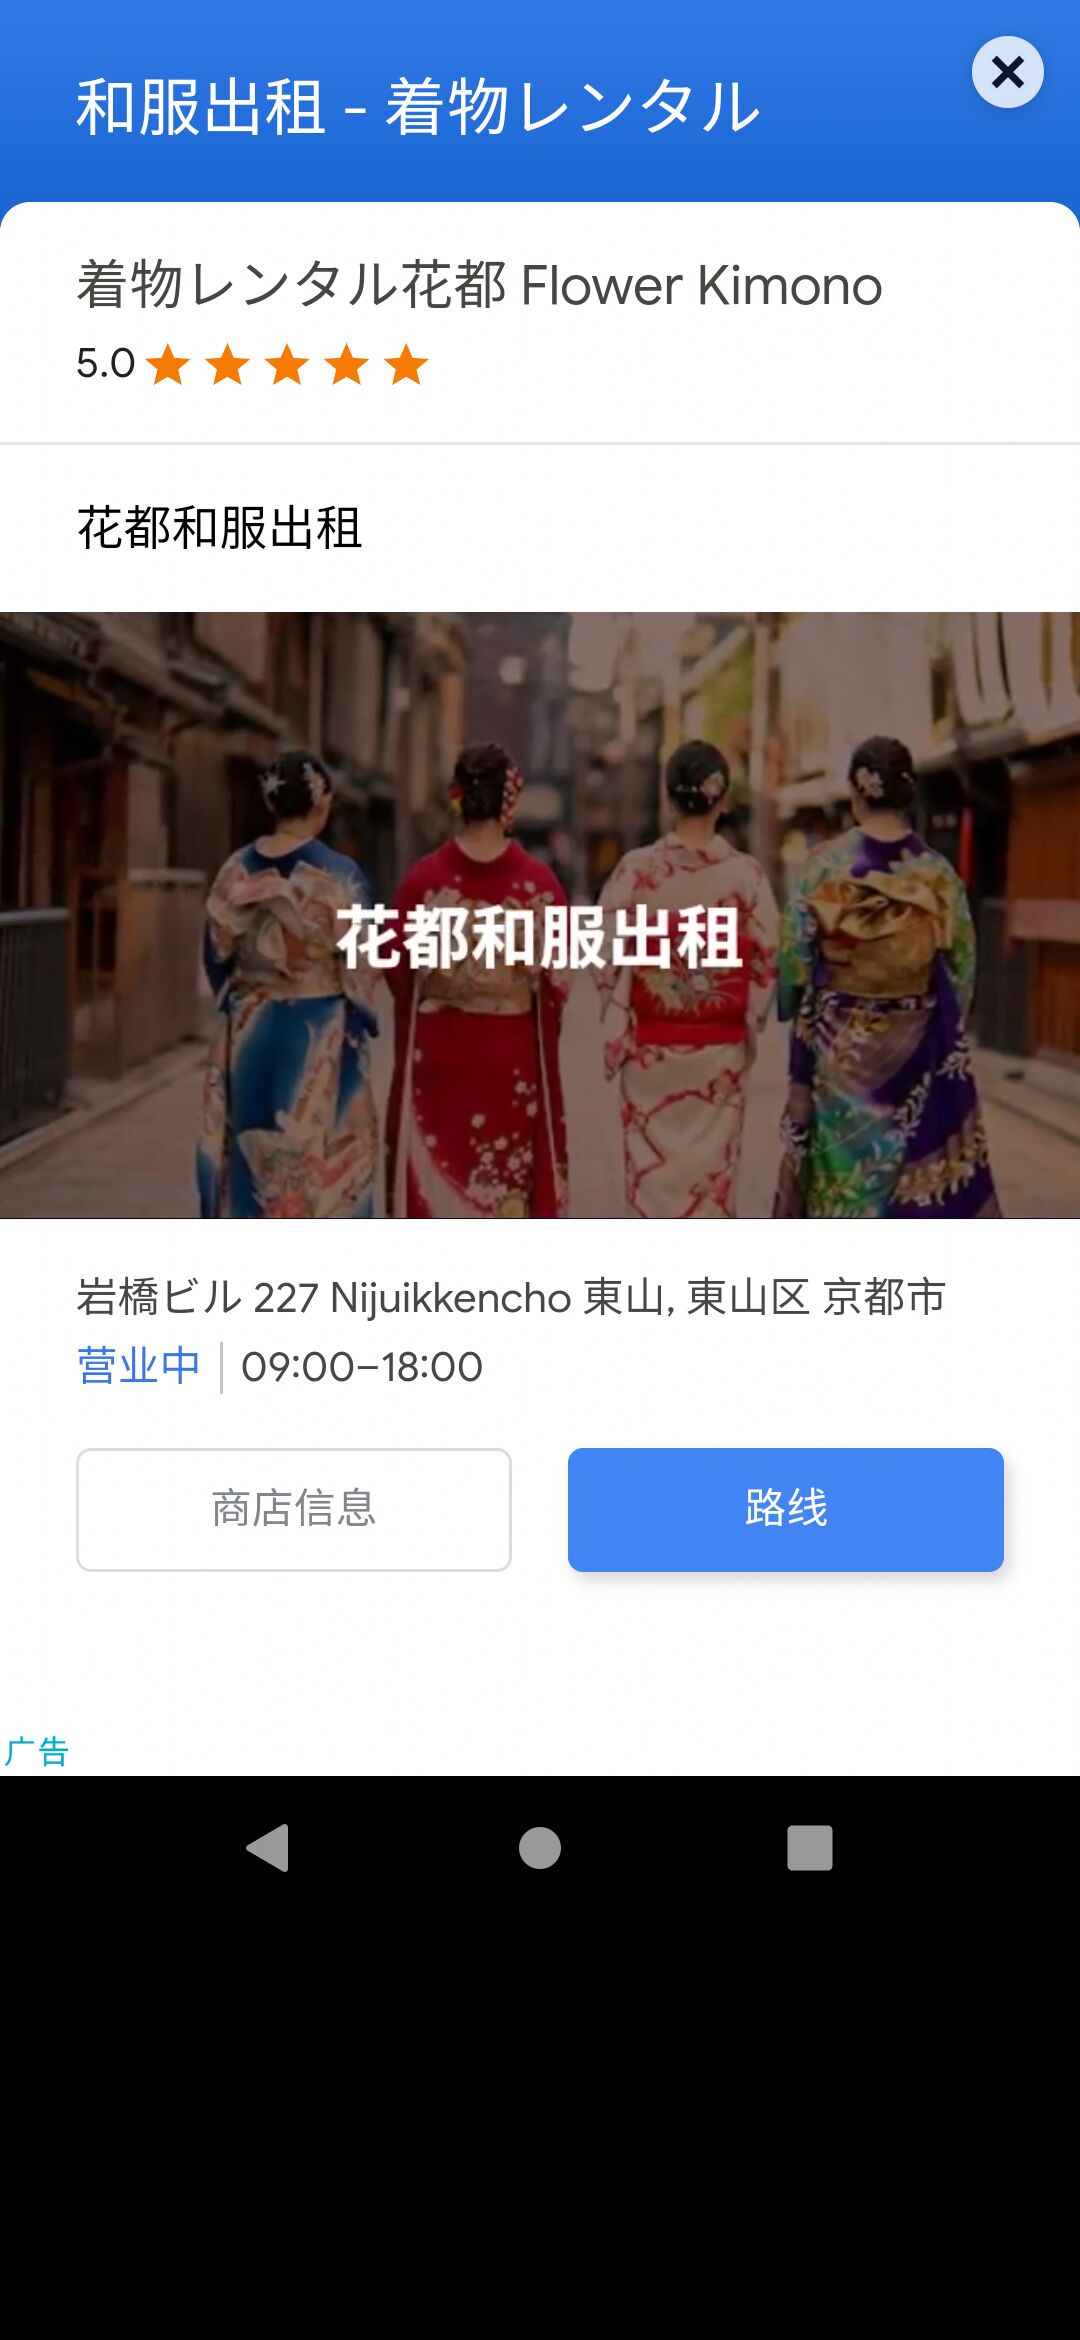 和服出租 - 着物レンタル
着物レンタル花都 Flower Kimono
5.0
花都和服出租
花都和服出租
岩橋ビル 227 Nijuikkencho 東山, 東山区 京都市
营业中 | 09:00–18:00
商店信息
路线
广告